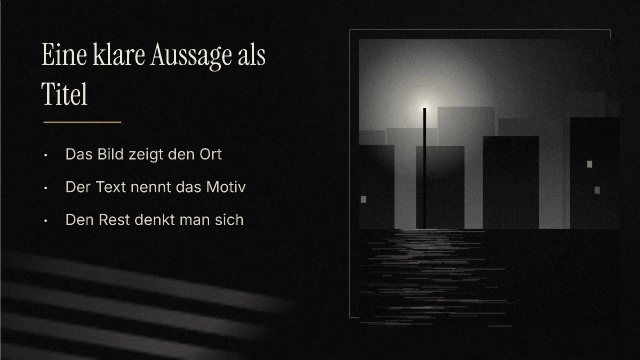 Eine klare Aussage als
Titel
• Das Bild zeigt den Ort
• Der Text nennt das Motiv
• Den Rest denkt man sich